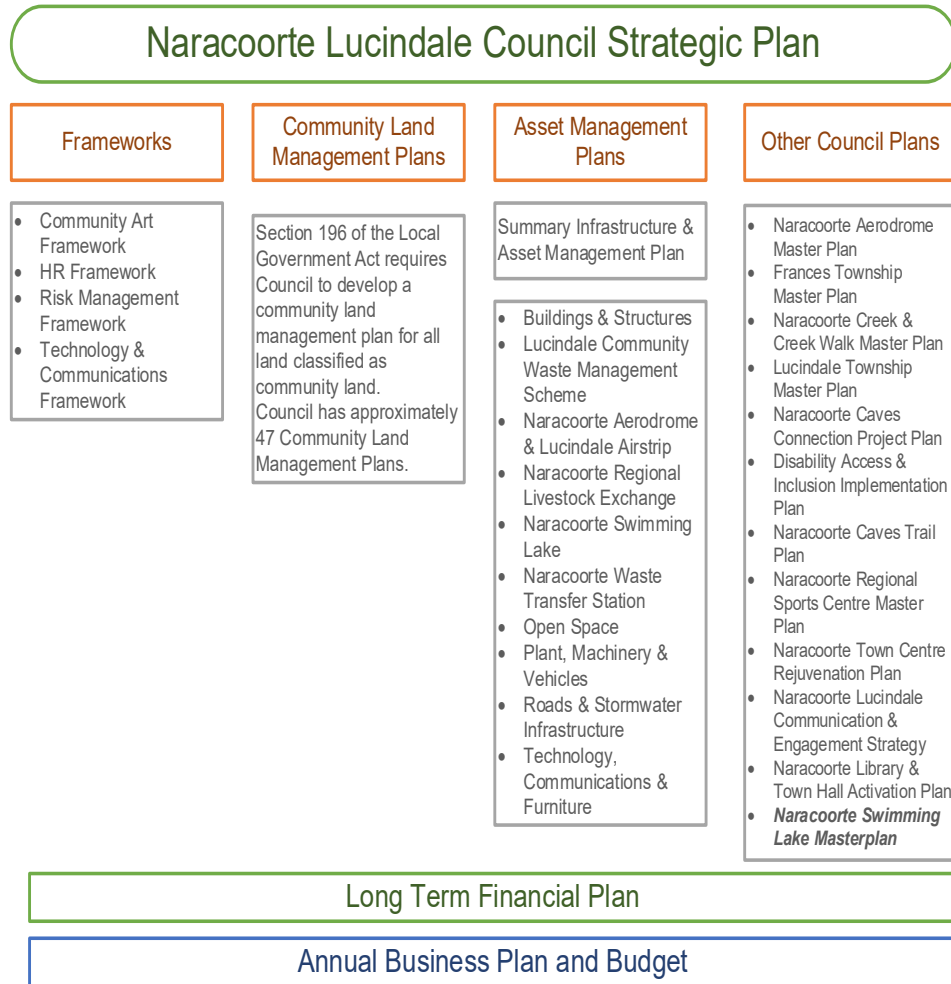 Naracoorte Lucindale Council Strategic Plan
Frameworks
• Community Art
Framework
• HR Framework
• Risk Management
Framework
• Technology &
Communications
Framework
Community Land
Management Plans
Section 196 of the Local
Government Act requires
Council to develop a
community land
management plan for all
land classified as
community land.
Council has approximately
47 Community Land
Management Plans.
Asset Management
Plans
Summary Infrastructure &
Asset Management Plan
• Buildings & Structures
• Lucindale Community
Waste Management
Scheme
• Naracoorte Aerodrome
& Lucindale Airstrip
• Naracoorte Regional
Livestock Exchange
• Naracoorte Swimming
Lake
• Naracoorte Waste
Transfer Station
• Open Space
• Plant, Machinery &
Vehicles
• Roads & Stormwater
Infrastructure
• Technology,
Communications &
Furniture
Other Council Plans
• Naracoorte Aerodrome
Master Plan
• Frances Township
Master Plan
• Naracoorte Creek &
Creek Walk Master Plan
• Lucindale Township
Master Plan
• Naracoorte Caves
Connection Project Plan
• Disability Access &
Inclusion Implementation
Plan
• Naracoorte Caves Trail
Plan
• Naracoorte Regional
Sports Centre Master
Plan
• Naracoorte Town Centre
Rejuvenation Plan
• Naracoorte Lucindale
Communication &
Engagement Strategy
• Naracoorte Library &
Town Hall Activation Plan
• Naracoorte Swimming
Lake Masterplan
Long Term Financial Plan
Annual Business Plan and Budget